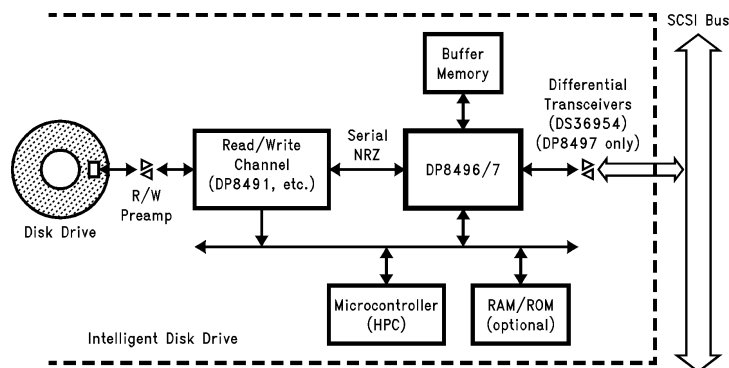 SCSI Bus
Buffer
Memory
Differential
Transceivers
(DS36954)
(DP8497 only)
Read/Write
Channel
(DP8491, etc.)
Serial
NRZ
DP8496/7
R/W
Preamp
Disk Drive
Microcontroller
(HPC)
RAM/ROM
(optional)
Intelligent Disk Drive